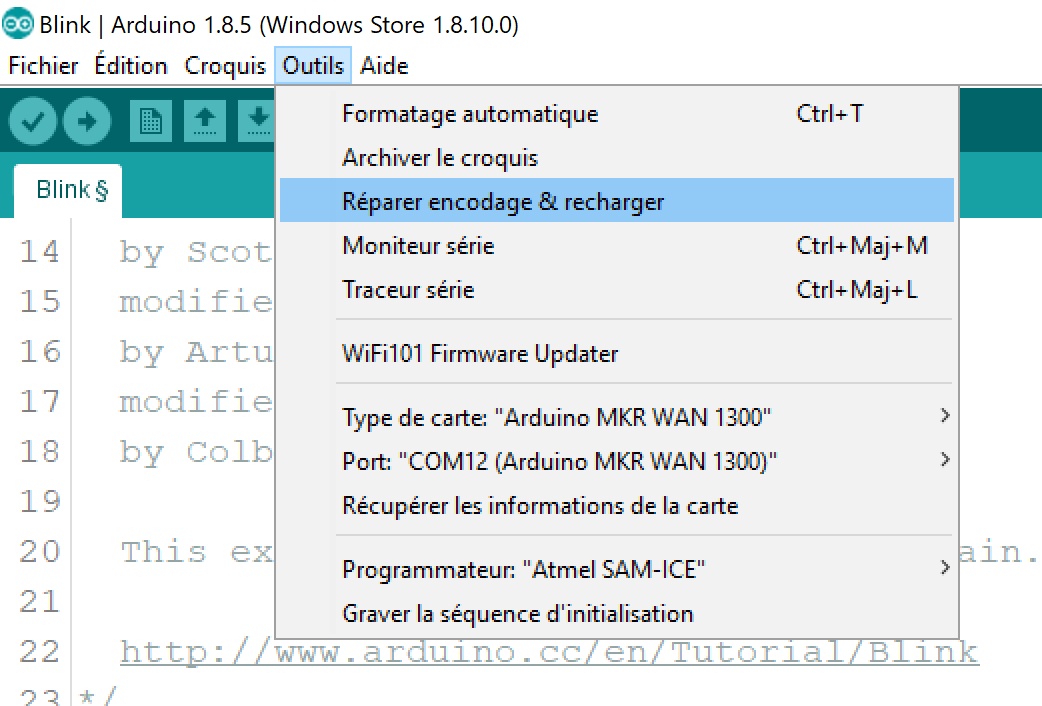 Blink | Arduino 1.8.5 (Windows Store 1.8.10.0)
Fichier Édition Croquis Outils Aide
Formatage automatique Ctrl+T
Archiver le croquis
Réparer encodage & recharger
Moniteur série Ctrl+Maj+M
Traceur série Ctrl+Maj+L
WiFi101 Firmware Updater
Type de carte: "Arduino MKR WAN 1300"
Port: "COM12 (Arduino MKR WAN 1300)"
Récupérer les informations de la carte
Programmateur: "Atmel SAM-ICE"
Graver la séquence d'initialisation
Blink §
14 by Scot
15 modifie
16 by Artu
17 modifie
18 by Colb
19
20 This ex ain.
21
22 http://www.arduino.cc/en/Tutorial/Blink
23 */